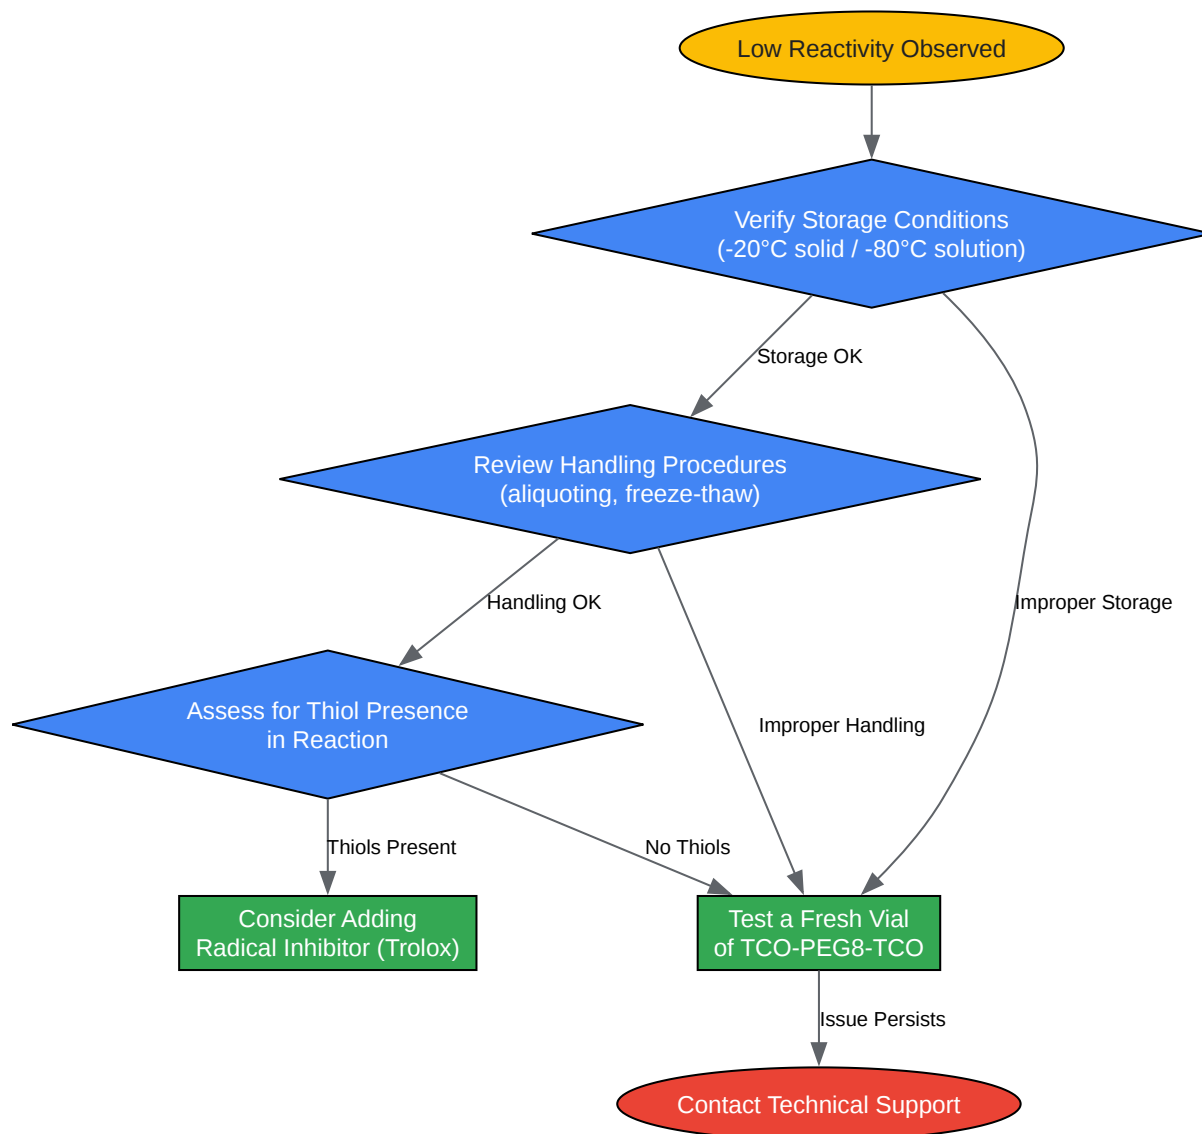 Low Reactivity Observed
Verify Storage Conditions
(-20°C solid / -80°C solution)
Storage OK
Review Handling Procedures
(aliquoting, freeze-thaw)
Handling OK
Improper Storage
Assess for Thiol Presence
in Reaction
Improper Handling
Thiols Present
No Thiols
Consider Adding
Radical Inhibitor (Trolox)
Test a Fresh Vial
of TCO-PEG8-TCO
Issue Persists
Contact Technical Support